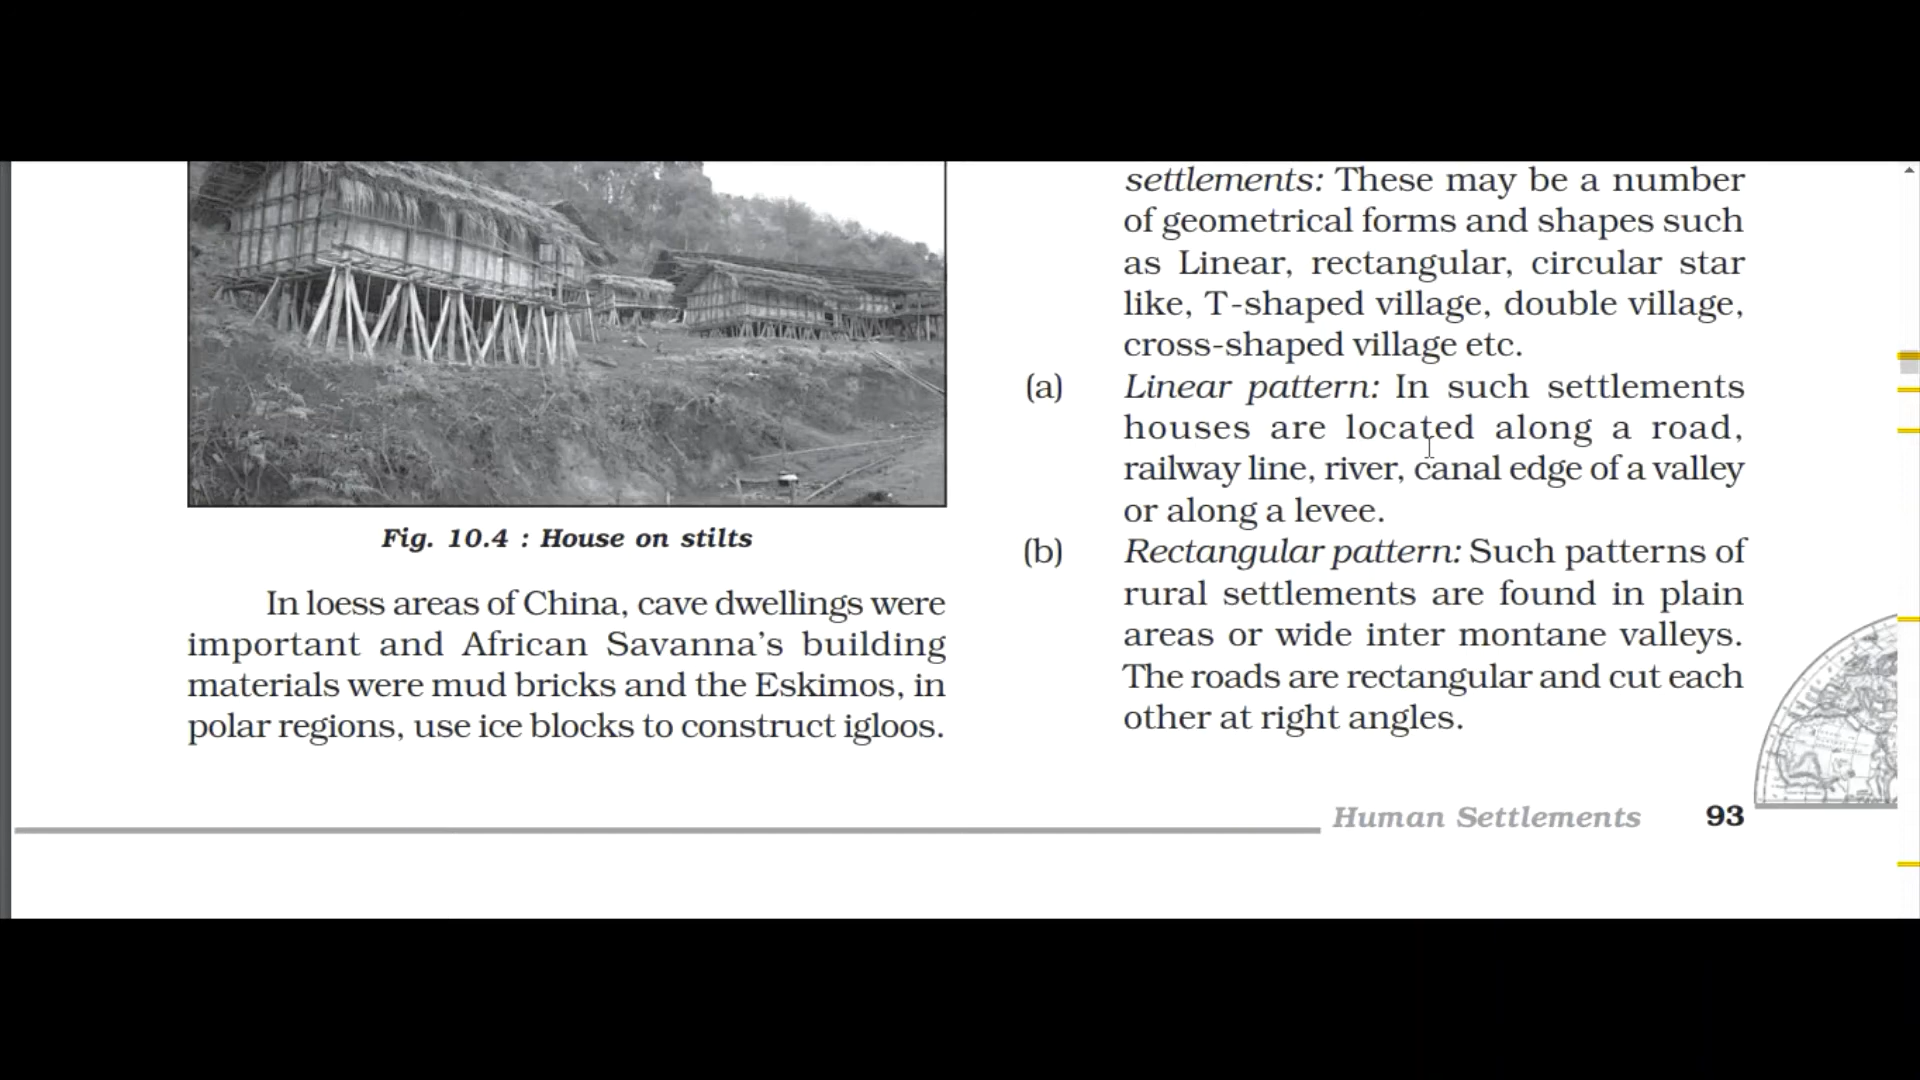 Fig. 10.4 : House on stilts
In loess areas of China, cave dwellings were
important and African Savanna’s building
materials were mud bricks and the Eskimos, in
polar regions, use ice blocks to construct igloos.
settlements: These may be a number
of geometrical forms and shapes such
as Linear, rectangular, circular star
like, T-shaped village, double village,
cross-shaped village etc.
(a) Linear pattern: In such settlements
houses are located along a road,
railway line, river, canal edge of a valley
or along a levee.
(b) Rectangular pattern: Such patterns of
rural settlements are found in plain
areas or wide inter montane valleys.
The roads are rectangular and cut each
other at right angles.
Human Settlements 93